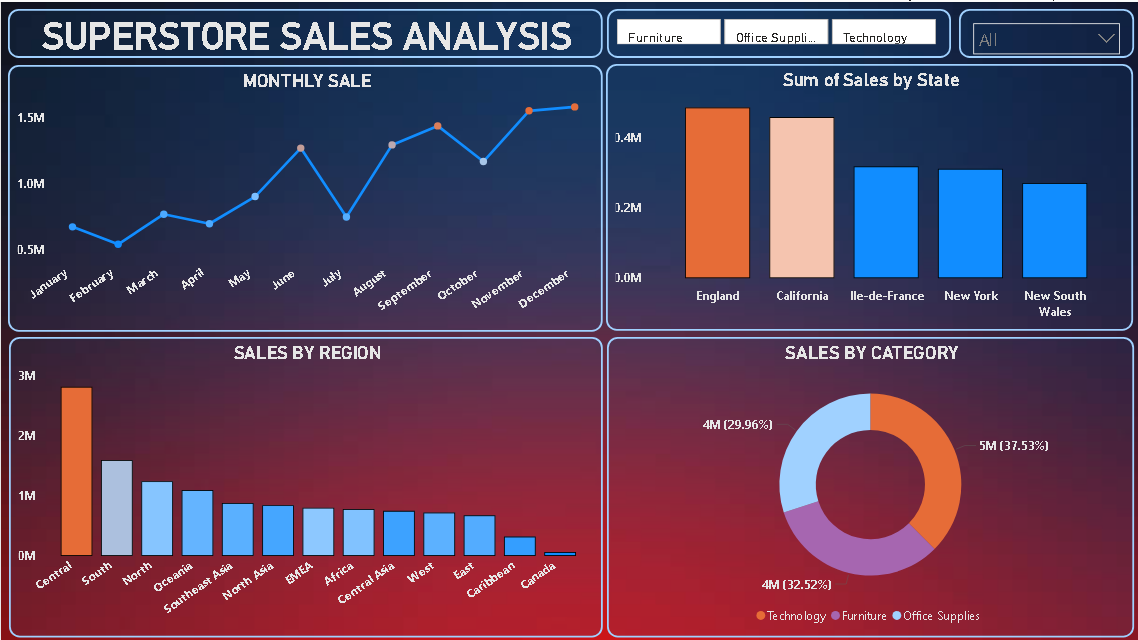 SUPERSTORE SALES ANALYSIS
Furniture
Office Suppli...
Technology
All
MONTHLY SALE
1.5M
1.0M
0.5M
January
February
March
April
May
June
July
August
September
October
November
December
Sum of Sales by State
0.4M
0.2M
0.0M
England
California
Ile-de-France
New York
New South
Wales
SALES BY REGION
3M
2M
1M
0M
Central
South
North
Oceania
Southeast Asia
North Asia
EMEA
Africa
Central Asia
West
East
Caribbean
Canada
SALES BY CATEGORY
4M (29.96%)
5M (37.53%)
4M (32.52%)
Technology Furniture Office Supplies